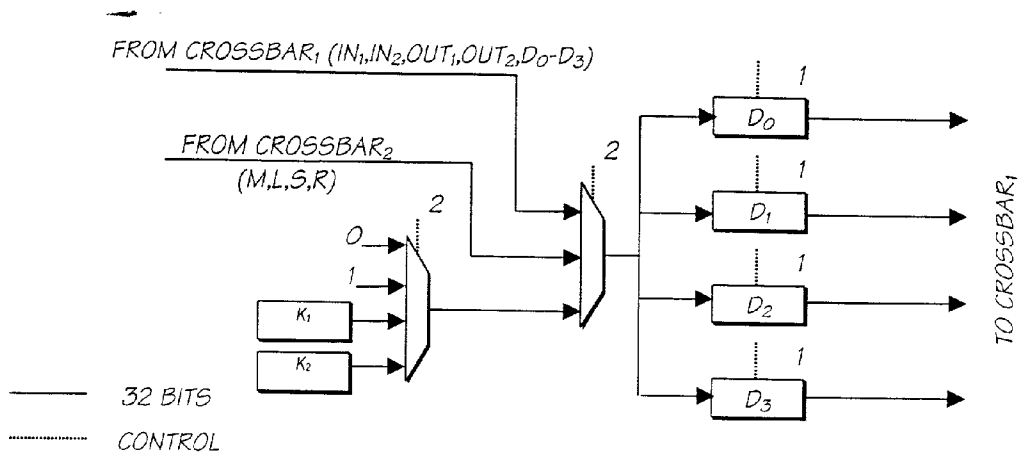 FROM CROSSBAR₁ (IN₁,IN₂,OUT₁,OUT₂,D₀-D₃)
1
D₀
FROM CROSSBAR₂
(M,L,S,R)
2
1
D₁
2
0
1
1
D₂
K₁
K₂
1
D₃
TO CROSSBAR₁
32 BITS
CONTROL